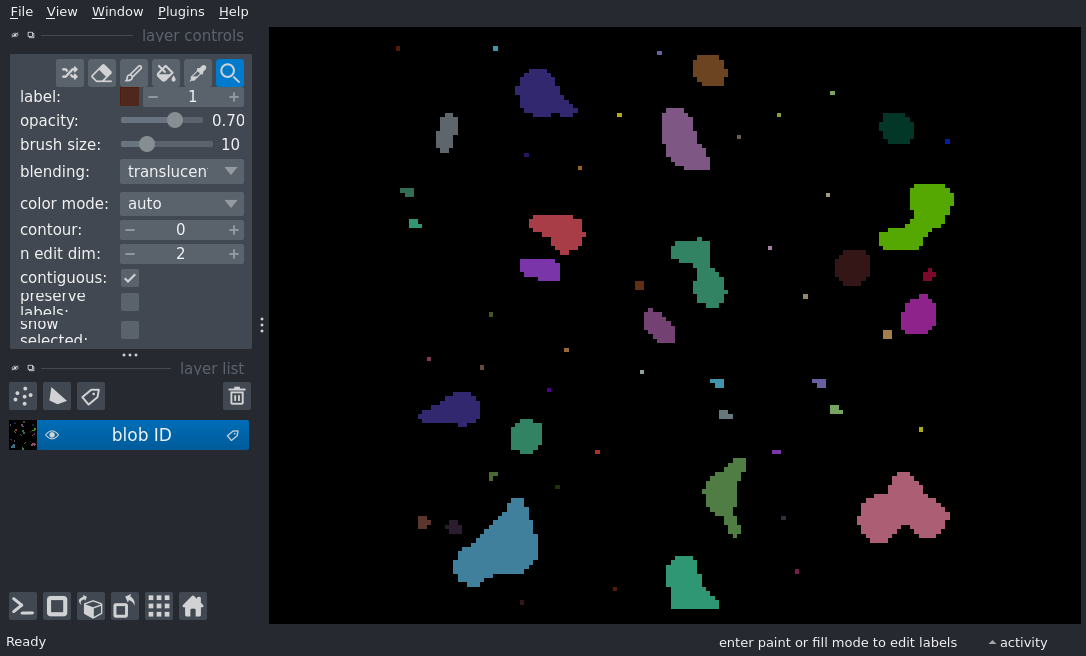 File View Window Plugins Help
layer controls
label: 1
opacity: 0.70
brush size: 10
blending: translucen
color mode: auto
contour: 0
n edit dim: 2
contiguous:
preserve
labels:
show
selected:
layer list
blob ID
Ready enter paint or fill mode to edit labels activity